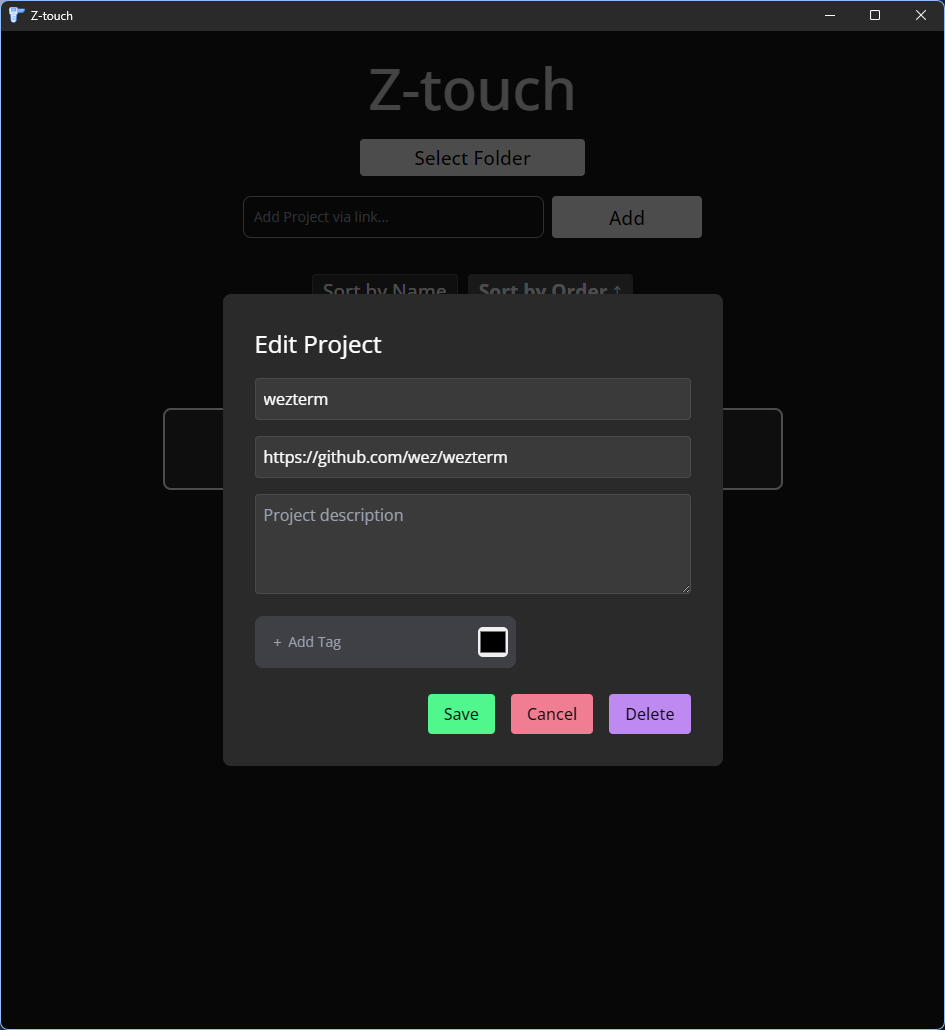 Z-touch
Z-touch
Select Folder
Add Project via link...
Add
Sort by Name
Sort by Order ↑
Edit Project
wezterm
https://github.com/wez/wezterm
Project description
+ Add Tag
Save
Cancel
Delete